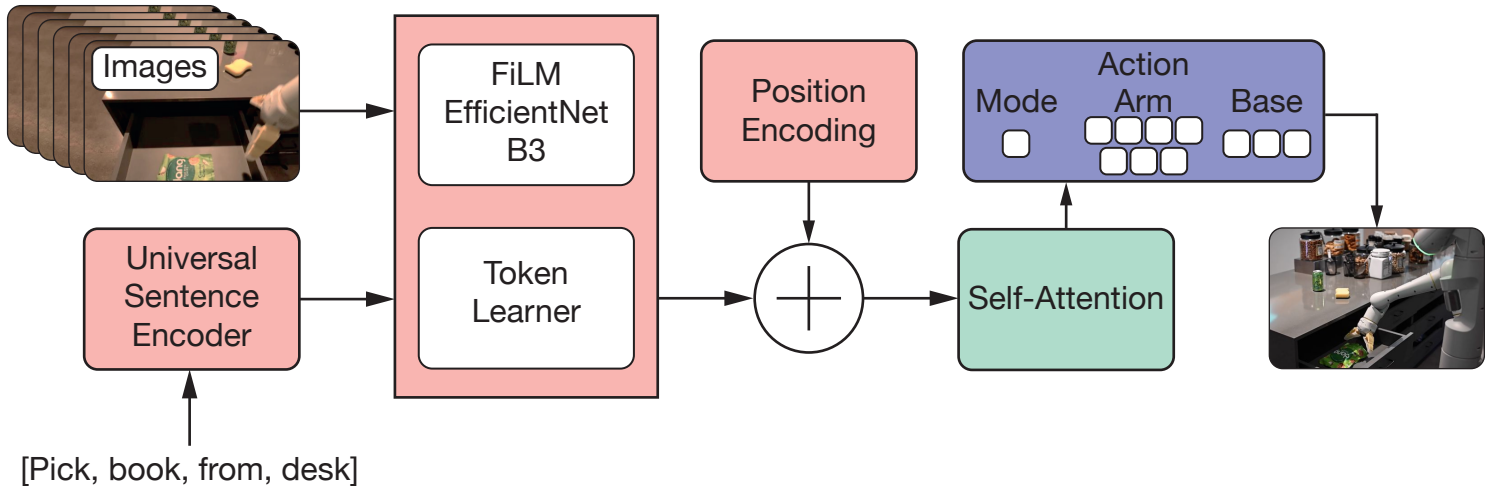 Images
FiLM
EfficientNet
B3
Universal
Sentence
Encoder
Token
Learner
[Pick, book, from, desk]
Position
Encoding
Self-Attention
Action
Mode
Arm
Base